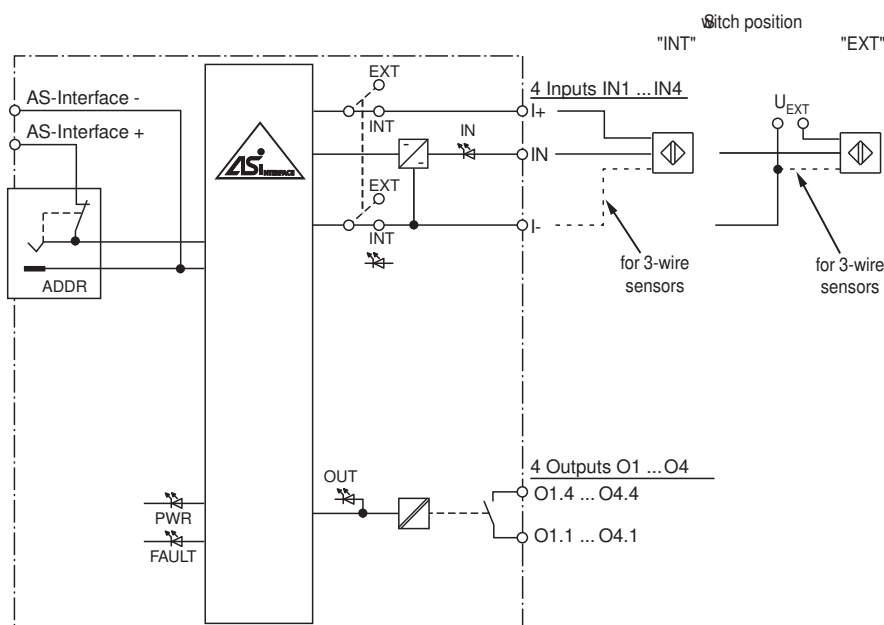 Switch position
"INT"
"EXT"
AS-Interface -
AS-Interface +
ADDR
ASi
INTERFACE
EXT
INT
IN
EXT
INT
4 Inputs IN1 ... IN4
I+
IN
I-
for 3-wire
sensors
U EXT
for 3-wire
sensors
PWR
FAULT
OUT
4 Outputs O1 ... O4
O1.4 ... O4.4
O1.1 ... O4.1